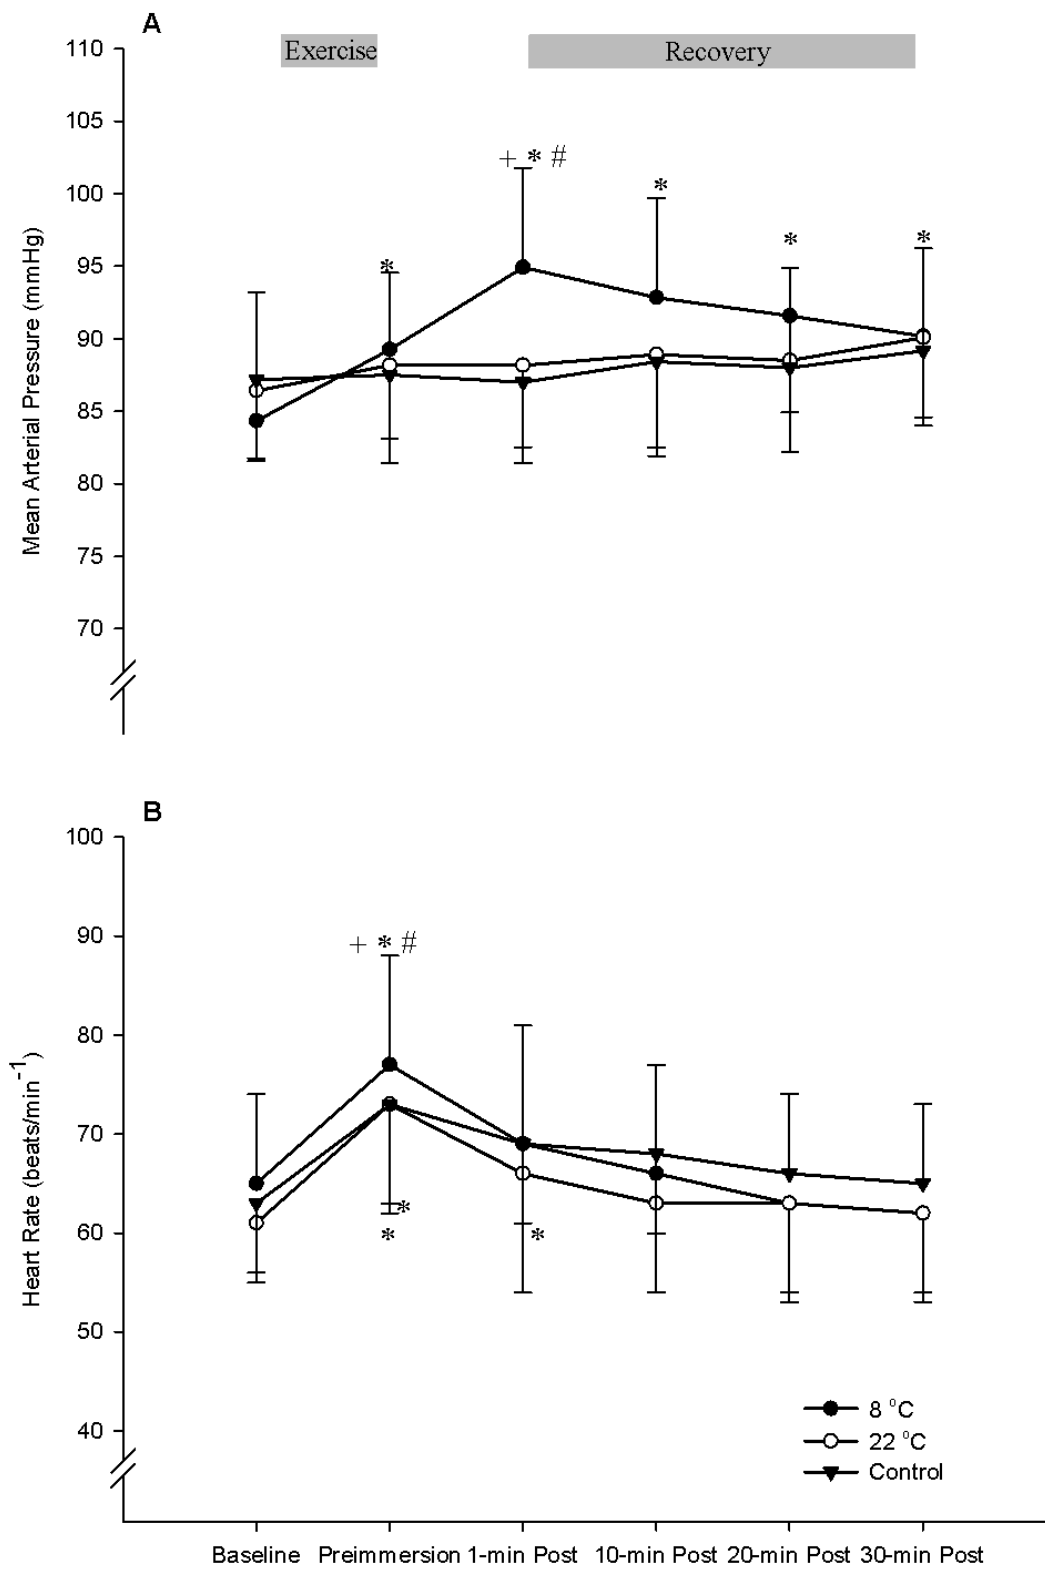 A
Exercise Recovery
110
105
+ * #
100
*
*
*
95
*
90
85
80
75
70
Mean Arterial Pressure (mmHg)
B
100
+ * #
90
80
70
*
60
* *
50
40
Heart Rate (beats/min⁻¹)
8 °C
22 °C
Control
Baseline Preimmersion 1-min Post 10-min Post 20-min Post 30-min Post